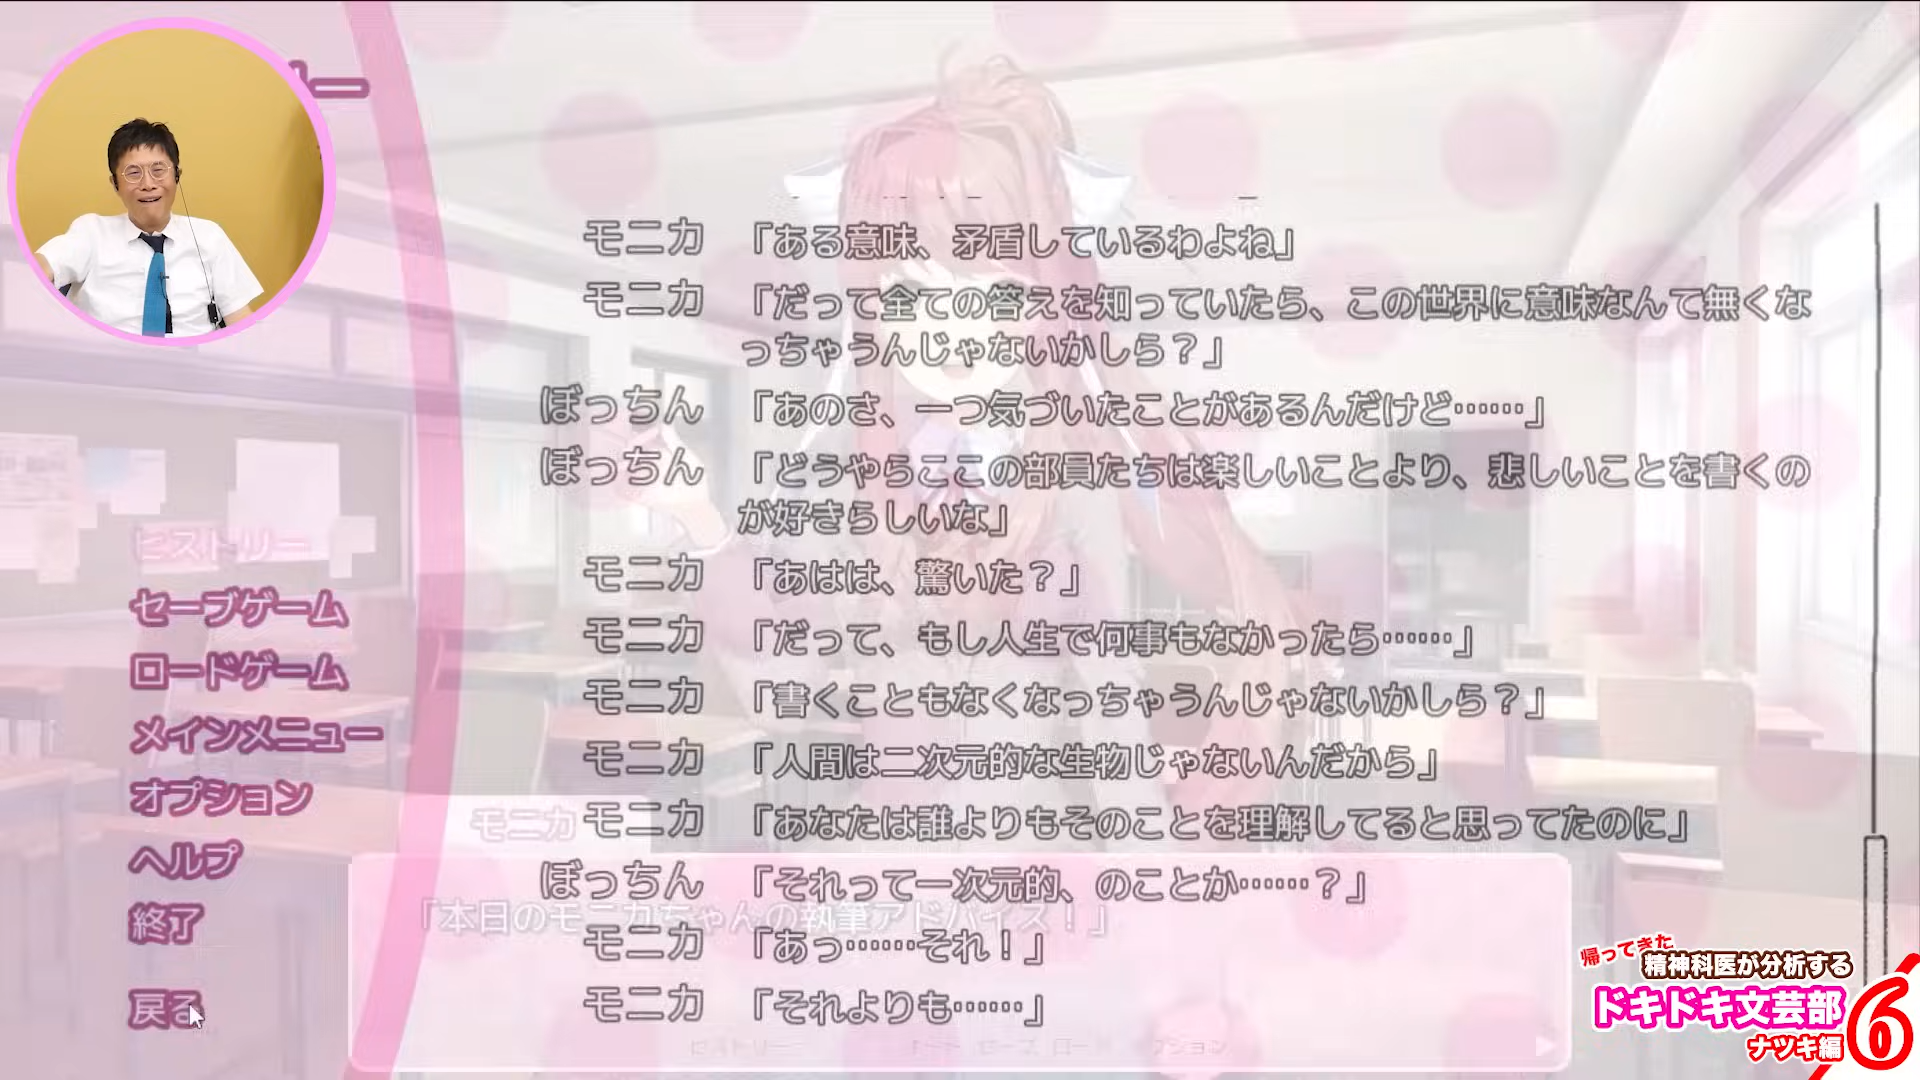 ー
モニカ 「ある意味、矛盾しているわよね」
モニカ 「だって全ての答えを知っていたら、この世界に意味なんて無くな
っちゃうんじゃないかしら？」
ぼっちん 「あのさ、一つ気づいたことがあるんだけど……」
ぼっちん 「どうやらここの部員たちは楽しいことより、悲しいことを書くの
が好きらしいな」
モニカ 「あはは、驚いた？」
モニカ 「だって、もし人生で何事もなかったら……」
モニカ 「書くこともなくなっちゃうんじゃないかしら？」
モニカ 「人間は二次元的な生物じゃないんだから」
モニカ 「あなたは誰よりもそのことを理解してると思ってたのに」
ぼっちん 「それって一次元的、のことか……？」
モニカ 「あっ……それ！」
モニカ 「それよりも……」
ヒストリー
セーブゲーム
ロードゲーム
メインメニュー
オプション
ヘルプ
終了
戻る
モニカ
「本日のモニカちゃんの執筆アドバイス！」
帰ってきた
精神科医が分析する
ドキドキ文芸部
ナツキ編
6